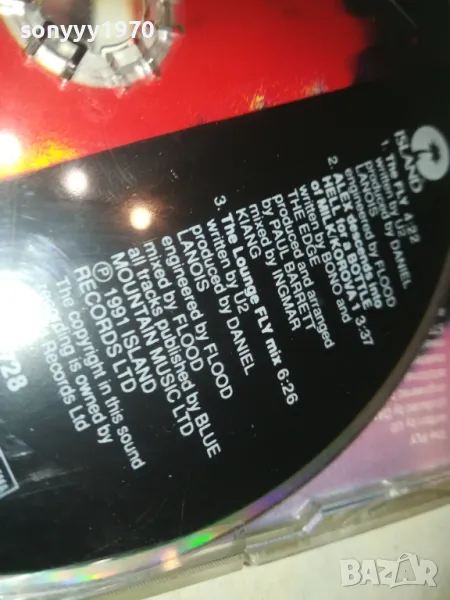 sonyyy1970
ISLAND
1. The FLY 4:22
written by U2
produced by DANIEL
LANOIS
engineered by FLOOD
2. ALEX descends into
HELL for a BOTTLE
of MILK/KOROVA 1 3:37
written by BONO and
THE EDGE
produced and arranged
by PAUL BARRETT
mixed by INGMAR
KIANG
3. The Lounge FLY mix 6:26
written by U2
produced by DANIEL
LANOIS
engineered by FLOOD
mixed by FLOOD
all tracks published by BLUE
MOUNTAIN MUSIC LTD
℗ 1991 ISLAND
RECORDS LTD
The copyright in this sound
recording is owned by
Records Ltd
728
BAZAR.BG